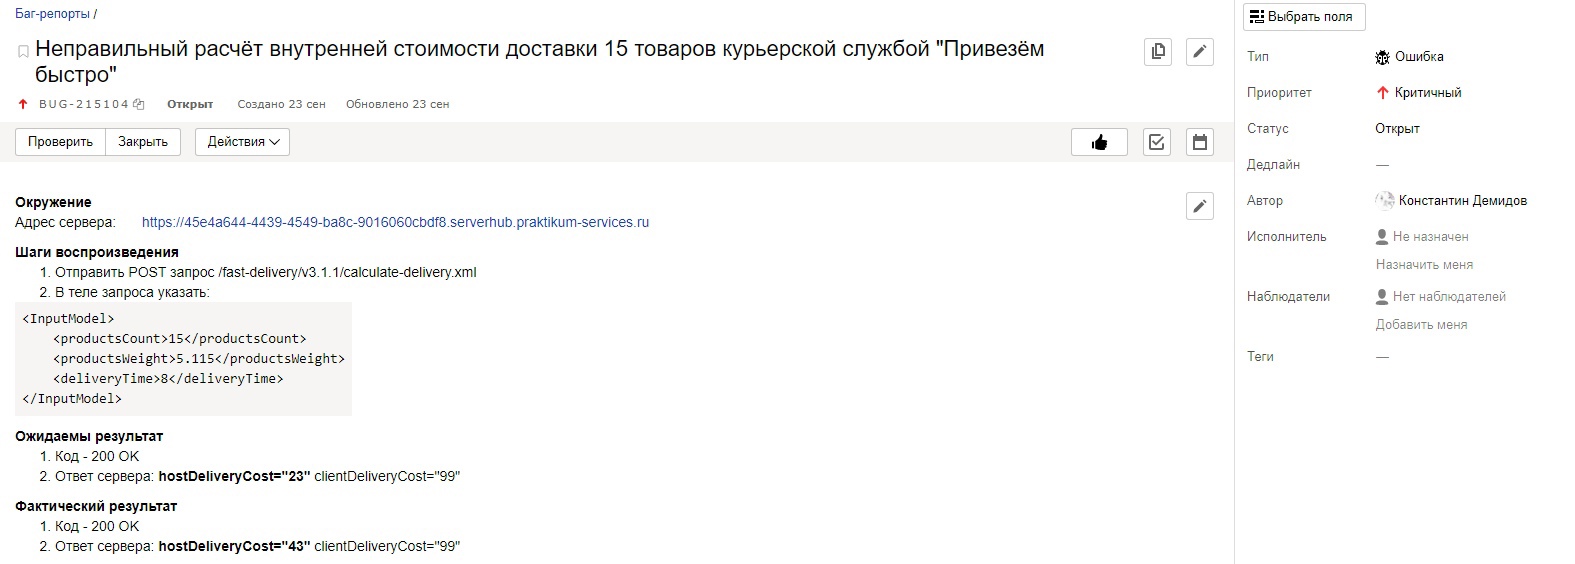 Баг-репорты /
Неправильный расчёт внутренней стоимости доставки 15 товаров курьерской службой "Привезём
быстро"
BUG-215104 Открыт Создано 23 сен Обновлено 23 сен
Проверить Закрыть Действия
Окружение
Адрес сервера: https://45e4a644-4439-4549-ba8c-9016060cbdf8.serverhub.praktikum-services.ru
Шаги воспроизведения
1. Отправить POST запрос /fast-delivery/v3.1.1/calculate-delivery.xml
2. В теле запроса указать:
<InputModel>
    <productsCount>15</productsCount>
    <productsWeight>5.115</productsWeight>
    <deliveryTime>8</deliveryTime>
</InputModel>
Ожидаемы результат
1. Код - 200 OK
2. Ответ сервера: hostDeliveryCost="23" clientDeliveryCost="99"
Фактический результат
1. Код - 200 OK
2. Ответ сервера: hostDeliveryCost="43" clientDeliveryCost="99"
Выбрать поля
Тип Ошибка
Приоритет Критичный
Статус Открыт
Дедлайн —
Автор Константин Демидов
Исполнитель Не назначен
Назначить меня
Наблюдатели Нет наблюдателей
Добавить меня
Теги —